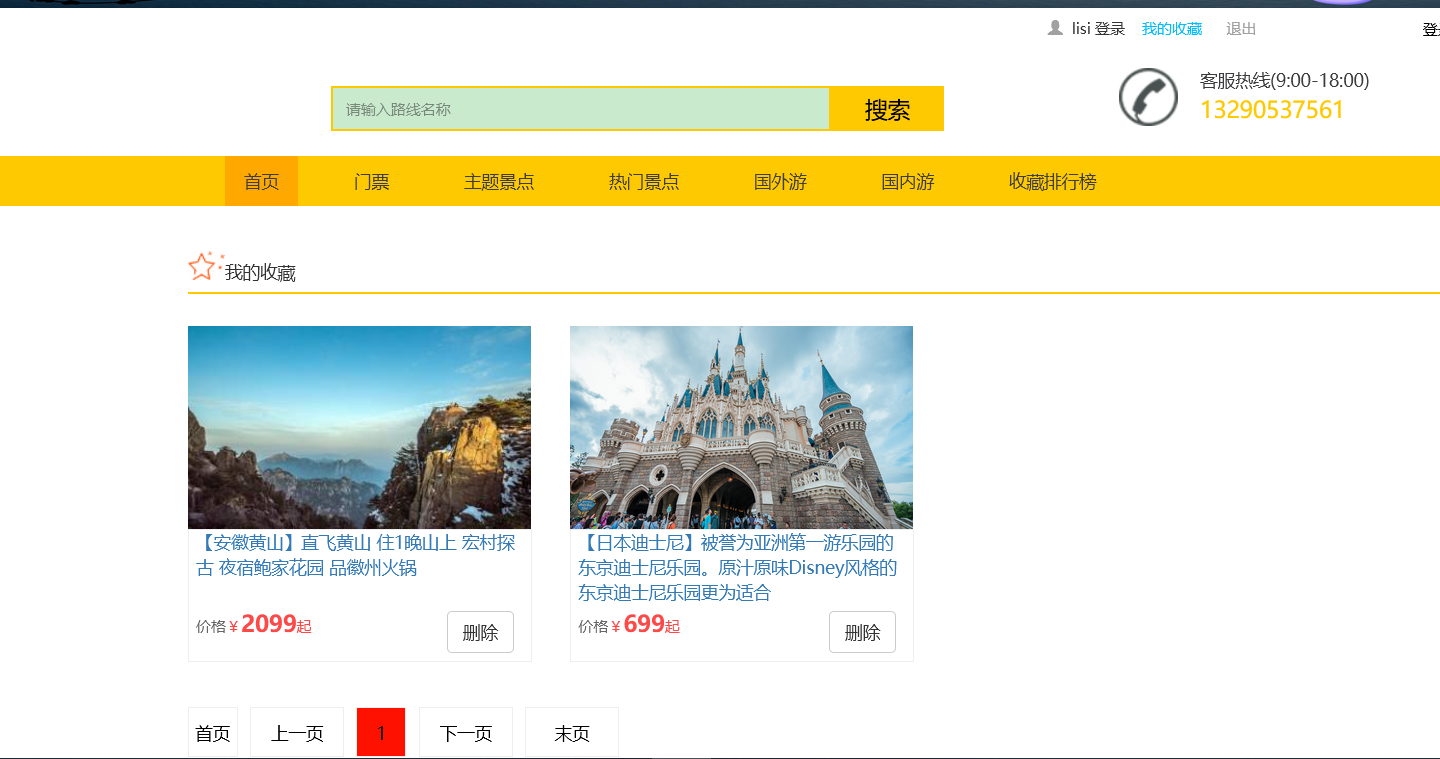 lisi 登录 我的收藏 退出
客服热线(9:00-18:00)
请输入路线名称 搜索
13290537561
首页 门票 主题景点 热门景点 国外游 国内游 收藏排行榜
我的收藏
【安徽黄山】直飞黄山 住1晚山上 宏村探
古 夜宿鲍家花园 品徽州火锅
价格￥2099起 删除
【日本迪士尼】被誉为亚洲第一游乐园的
东京迪士尼乐园。原汁原味Disney风格的
东京迪士尼乐园更为适合
价格￥699起 删除
首页 上一页 1 下一页 末页